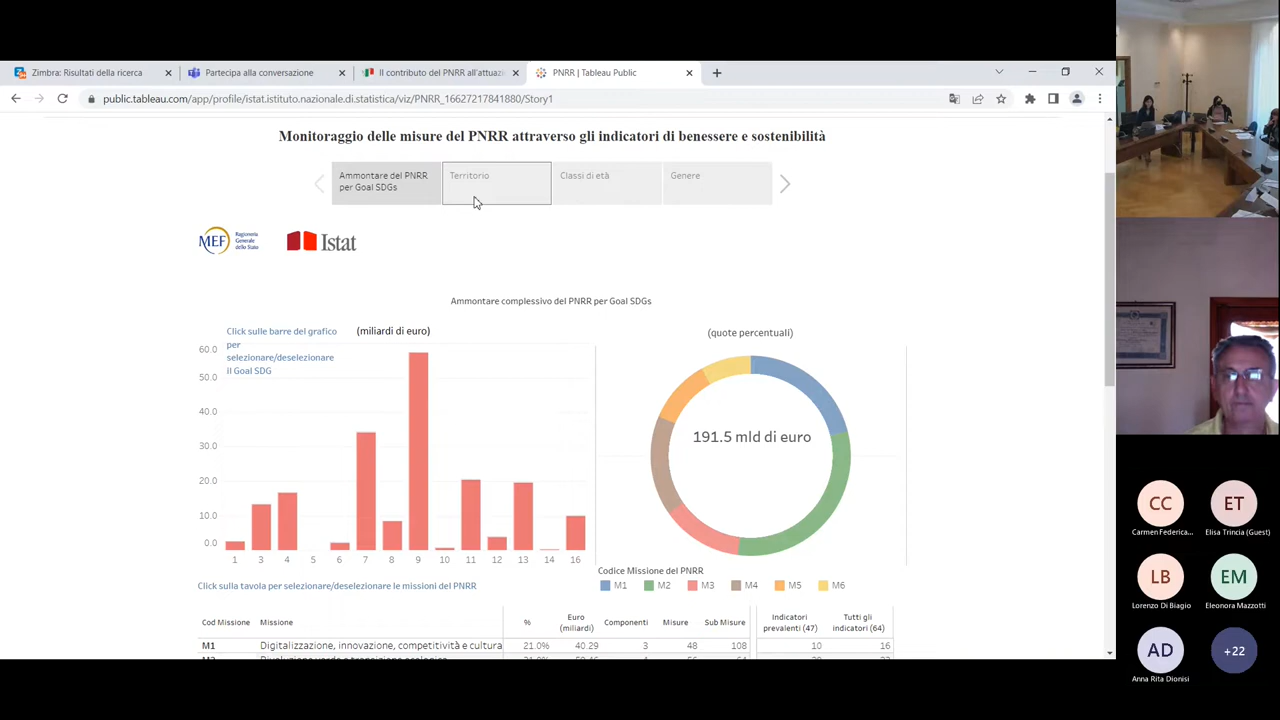 Zimbra: Risultati della ricerca
Partecipa alla conversazione
Il contributo del PNRR all'attuazi
PNRR | Tableau Public
public.tableau.com/app/profile/istat.istituto.nazionale.di.statistica/viz/PNRR_16627217841880/Story1
Monitoraggio delle misure del PNRR attraverso gli indicatori di benessere e sostenibilità
Ammontare del PNRR
per Goal SDGs
Territorio
Classi di età
Genere
MEF
Ragioneria
Generale
dello Stato
Istat
Ammontare complessivo del PNRR per Goal SDGs
Click sulle barre del grafico
per
selezionare/deselezionare
il Goal SDG
(miliardi di euro)
60.0
50.0
40.0
30.0
20.0
10.0
0.0
1 3 4 5 6 7 8 9 10 11 12 13 14 16
(quote percentuali)
191.5 mld di euro
Codice Missione del PNRR
M1 M2 M3 M4 M5 M6
Click sulla tavola per selezionare/deselezionare le missioni del PNRR
Cod Missione Missione % Euro (miliardi) Componenti Misure Sub Misure Indicatori prevalenti (47) Tutti gli indicatori (64)
M1 Digitalizzazione, innovazione, competitività e cultura 21.0% 40.29 3 48 108 10 16
CC
Carmen Federica...
ET
Elisa Trincia (Guest)
LB
Lorenzo Di Biagio
EM
Eleonora Mazzotti
AD
Anna Rita Dionisi
+22